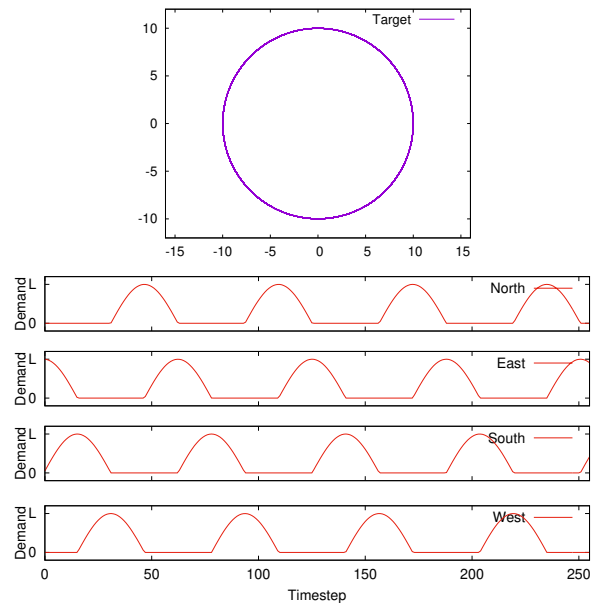 10
5
0
-5
-10
Target
-15 -10 -5 0 5 10 15
Demand
L
0
North
Demand
L
0
East
Demand
L
0
South
Demand
L
0
West
0 50 100 150 200 250
Timestep